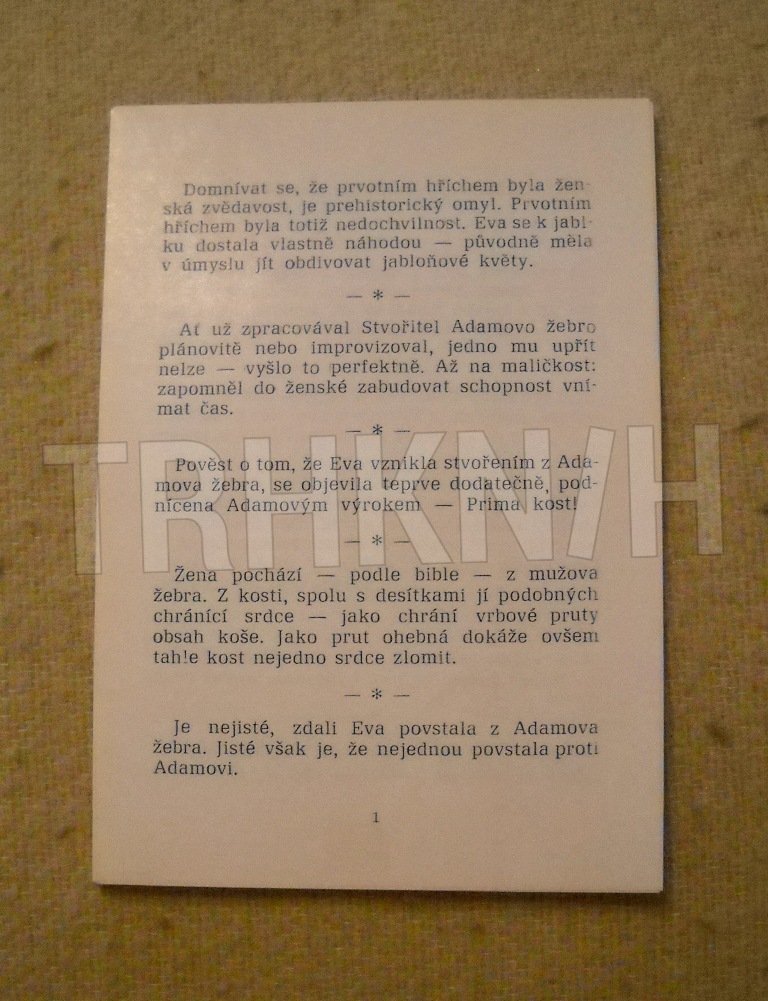 Domnívat se, že prvotním hříchem byla žen-
ská zvědavost, je prehistorický omyl. Prvotním
hříchem byla totiž nedochvilnost. Eva se k jabl-
ku dostala vlastně náhodou — původně měla
v úmyslu jít obdivovat jabloňové květy.
— * —
Ať už zpracovával Stvořitel Adamovo žebro
plánovitě nebo improvizoval, jedno mu upřít
nelze — vyšlo to perfektně. Až na maličkost:
zapomněl do ženské zabudovat schopnost vní-
mat čas.
— * —
Pověst o tom, že Eva vznikla stvořením z Ada-
mova žebra, se objevila teprve dodatečně, pod-
nícena Adamovým výrokem — Prima kost!
— * —
Žena pochází — podle bible — z mužova
žebra. Z kosti, spolu s desítkami jí podobných
chránící srdce — jako chrání vrbové pruty
obsah koše. Jako prut ohebná dokáže ovšem
tahle kost nejedno srdce zlomit.
— * —
Je nejisté, zdali Eva povstala z Adamova
žebra. Jisté však je, že nejednou povstala proti
Adamovi.
1
TRHKNIH